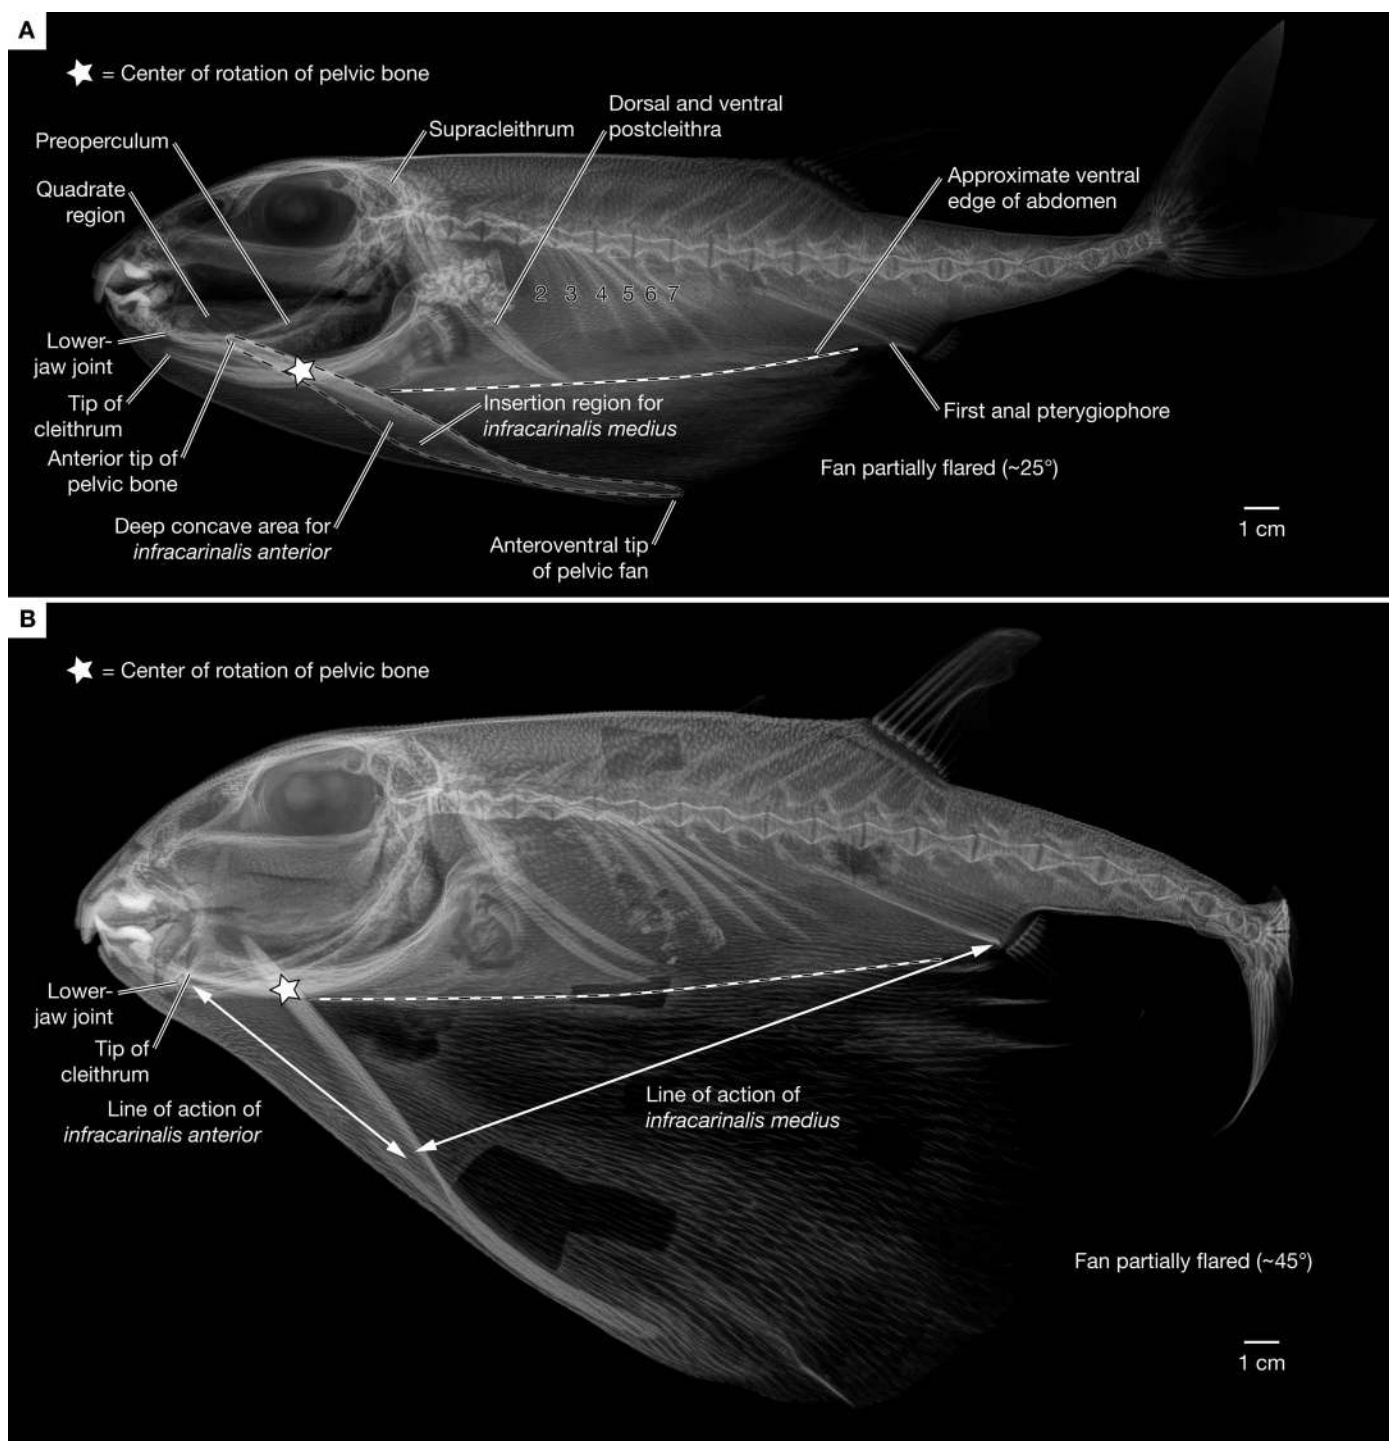 A
= Center of rotation of pelvic bone
Dorsal and ventral
postcleithra
Supracleithrum
Preoperculum
Quadrate
region
Approximate ventral
edge of abdomen
2 3 4 5 6 7
Lower-
jaw joint
Tip of
cleithrum
Anterior tip of
pelvic bone
Insertion region for
infracarinalis medius
First anal pterygiophore
Fan partially flared (~25°)
Deep concave area for
infracarinalis anterior
Anteroventral tip
of pelvic fan
1 cm
B
= Center of rotation of pelvic bone
Lower-
jaw joint
Tip of
cleithrum
Line of action of
infracarinalis anterior
Line of action of
infracarinalis medius
Fan partially flared (~45°)
1 cm